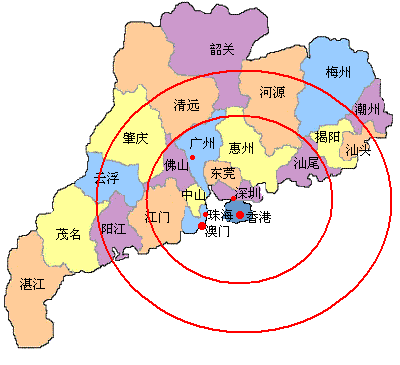 韶关
梅州
河源
清远
潮州
肇庆
广州
惠州
揭阳
汕头
佛山
东莞
汕尾
云浮
中山
深圳
江门
珠海
香港
阳江
澳门
茂名
湛江